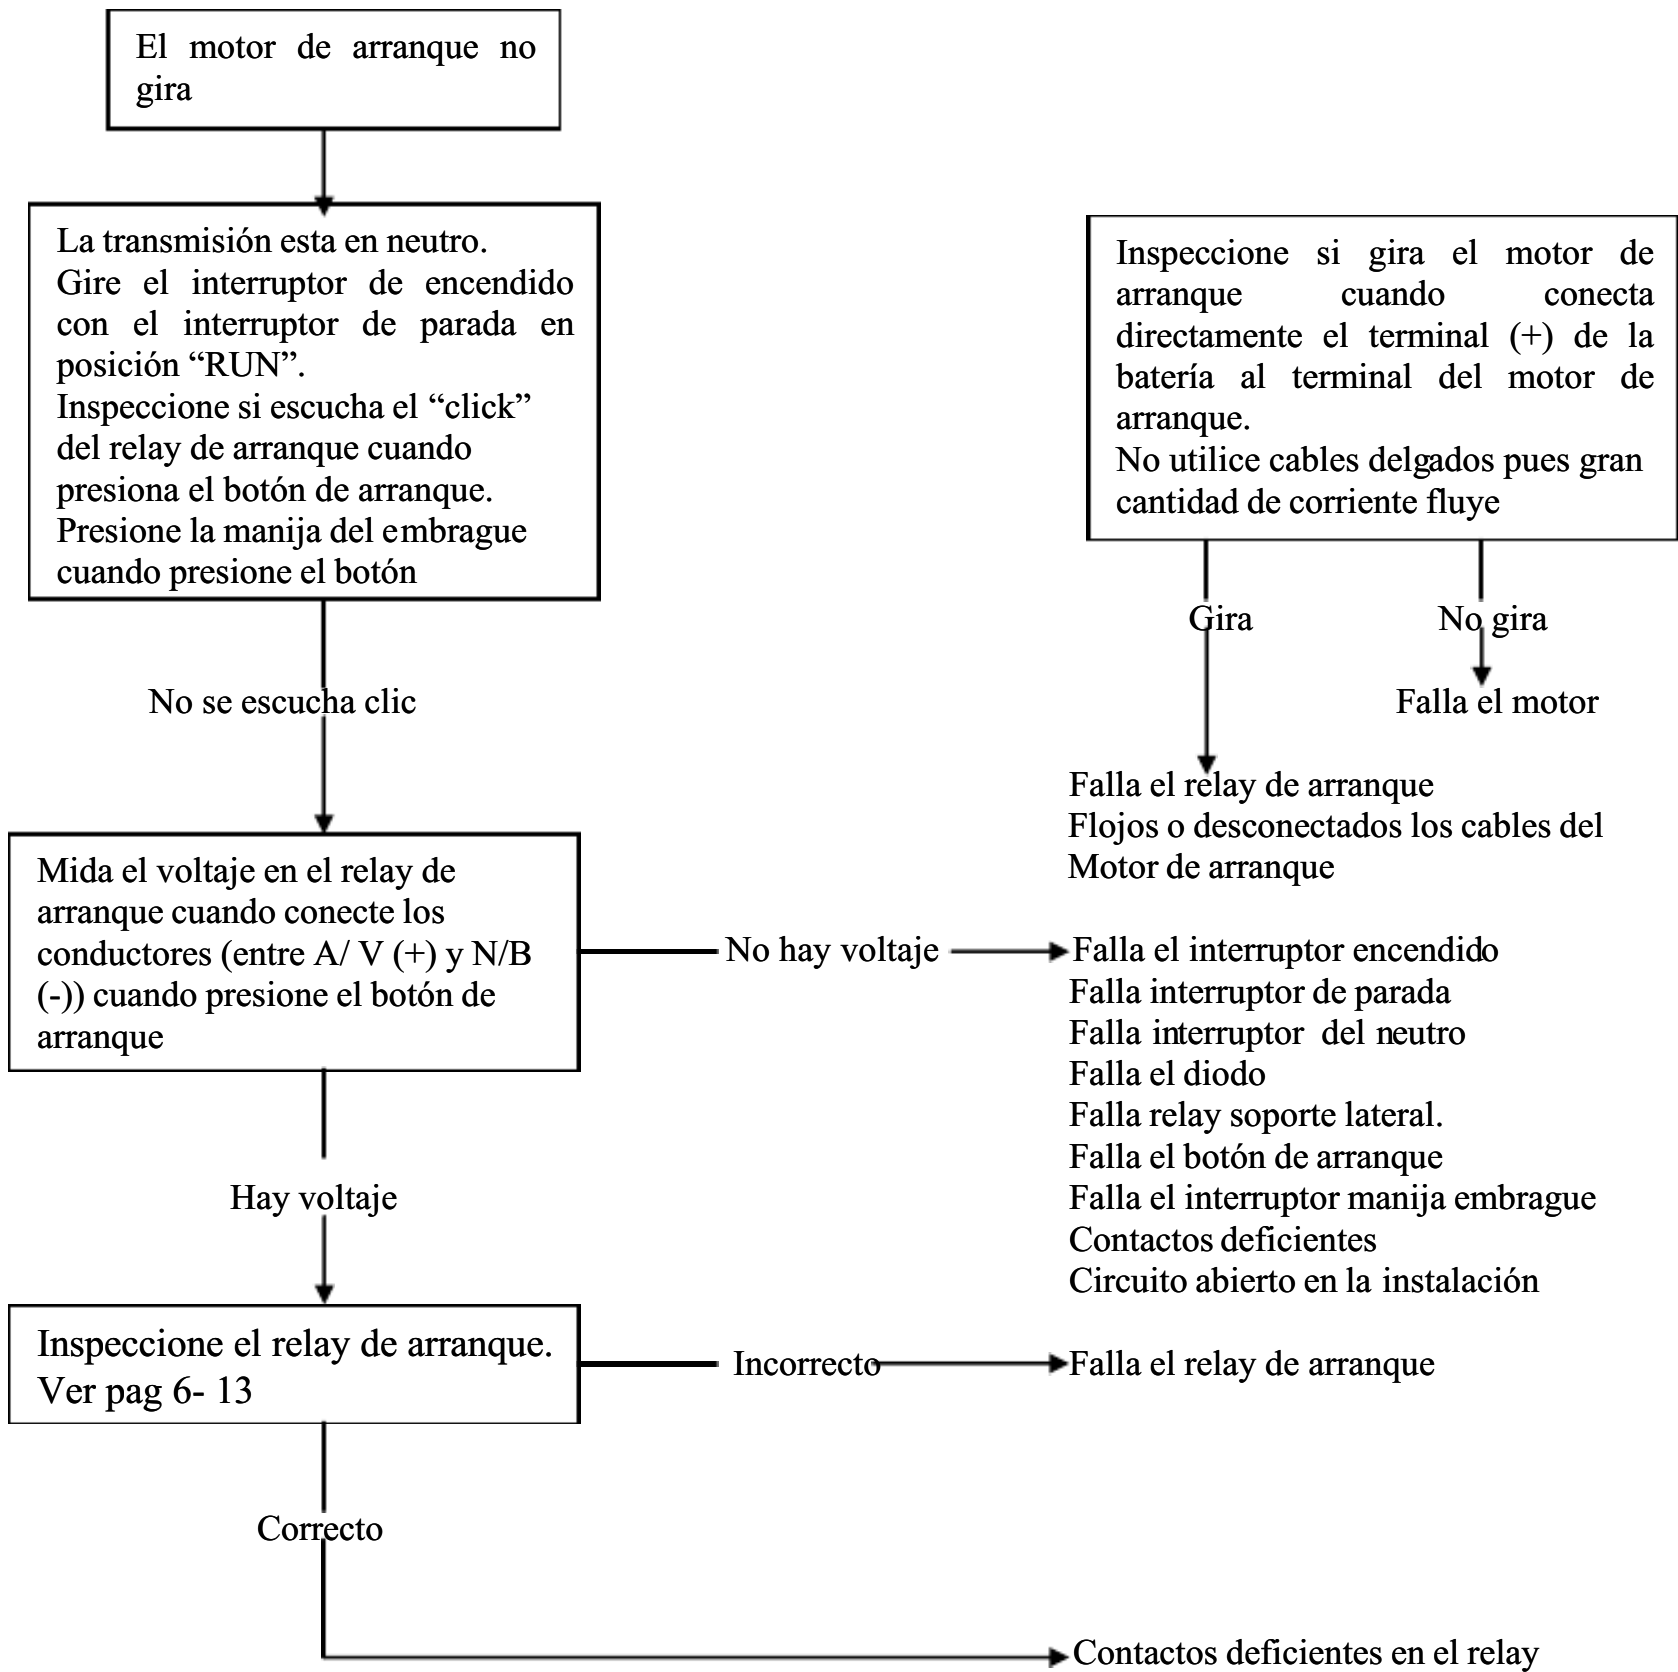 El motor de arranque no
gira
La transmisión esta en neutro.
Gire el interruptor de encendido
con el interruptor de parada en
posición “RUN”.
Inspeccione si escucha el “click”
del relay de arranque cuando
presiona el botón de arranque.
Presione la manija del embrague
cuando presione el botón
Inspeccione si gira el motor de
arranque cuando conecta
directamente el terminal (+) de la
batería al terminal del motor de
arranque.
No utilice cables delgados pues gran
cantidad de corriente fluye
Gira
No gira
No se escucha clic
Falla el motor
Falla el relay de arranque
Flojos o desconectados los cables del
Motor de arranque
Mida el voltaje en el relay de
arranque cuando conecte los
conductores (entre A/ V (+) y N/B
(-)) cuando presione el botón de
arranque
No hay voltaje
Falla el interruptor encendido
Falla interruptor de parada
Falla interruptor del neutro
Falla el diodo
Falla relay soporte lateral.
Falla el botón de arranque
Falla el interruptor manija embrague
Contactos deficientes
Circuito abierto en la instalación
Hay voltaje
Inspeccione el relay de arranque.
Ver pag 6- 13
Incorrecto
Falla el relay de arranque
Correcto
Contactos deficientes en el relay